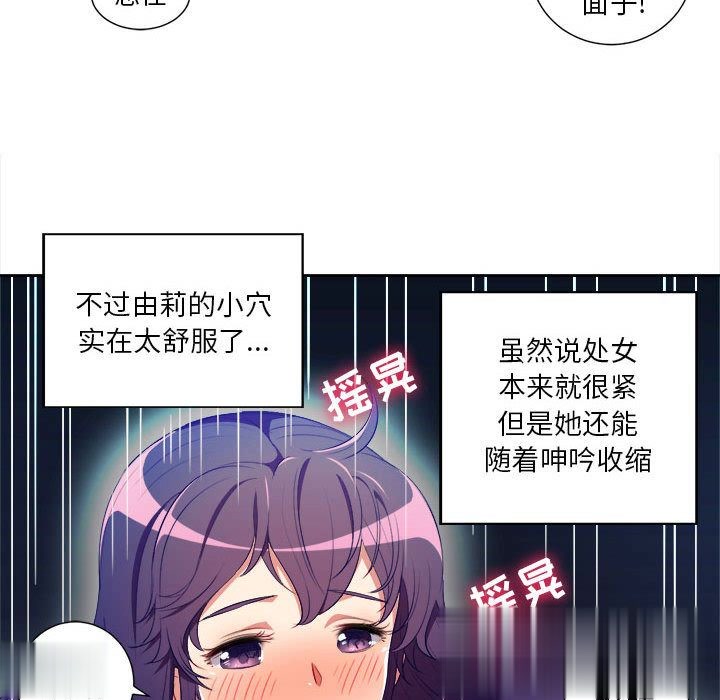 面子!
不过由莉的小穴
实在太舒服了...
虽然说处女
本来就很紧
但是她还能
随着呻吟收缩
摇晃
摇晃